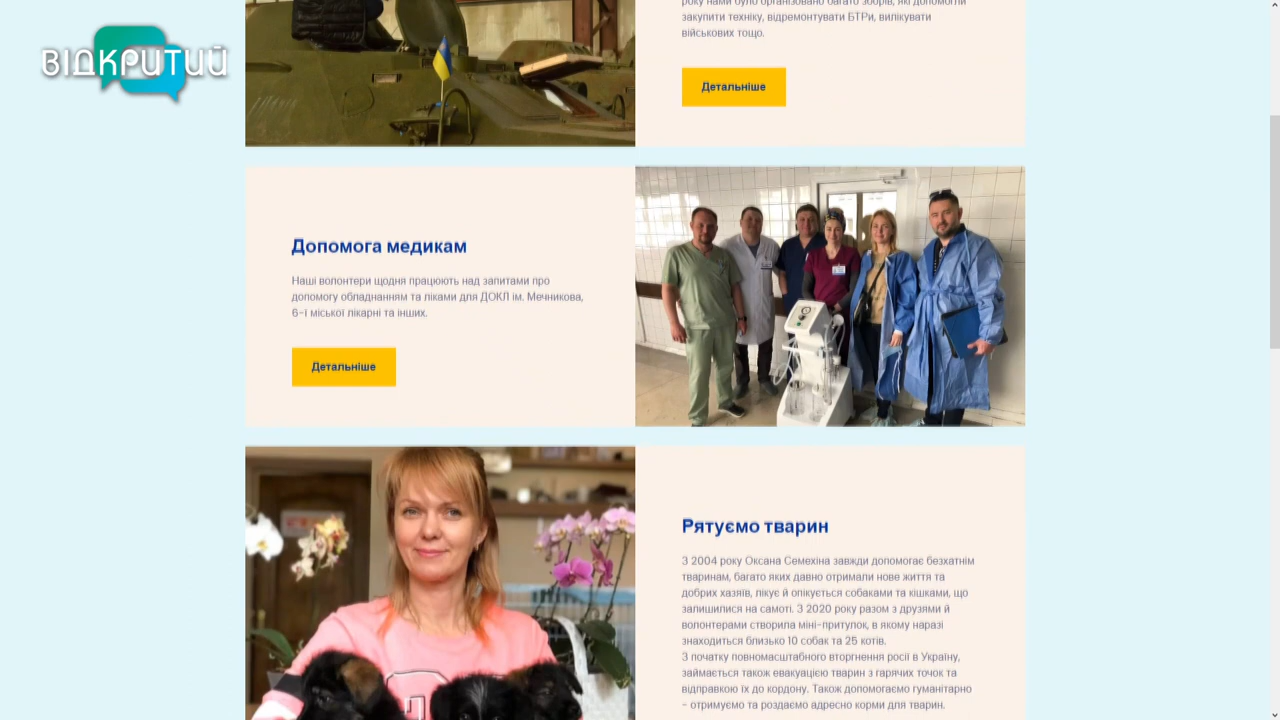 року нами було організовано багато зборів, які допомогли
закупити техніку, відремонтувати БТРи, вилікувати
військових тощо.
ВІДКРИТИЙ
Детальніше
Допомога медикам
Наші волонтери щодня працюють над запитами про
допомогу обладнанням та ліками для ДОКЛ ім. Мечникова,
6-ї міської лікарні та інших.
Детальніше
Рятуємо тварин
З 2004 року Оксана Семехіна завжди допомогає безхатнім
тваринам, багато яких давно отримали нове життя та
добрих хазяїв, лікує й опікується собаками та кішками, що
залишилися на самоті. З 2020 року разом з друзями й
волонтерами створила міні-притулок, в якому наразі
знаходиться близько 10 собак та 25 котів.
З початку повномасштабного вторгнення росії в Україну,
займається також евакуацією тварин з гарячих точок та
відправкою їх до кордону. Також допомогаємо гуманітарно
- отримуємо та роздаємо адресно корми для тварин.